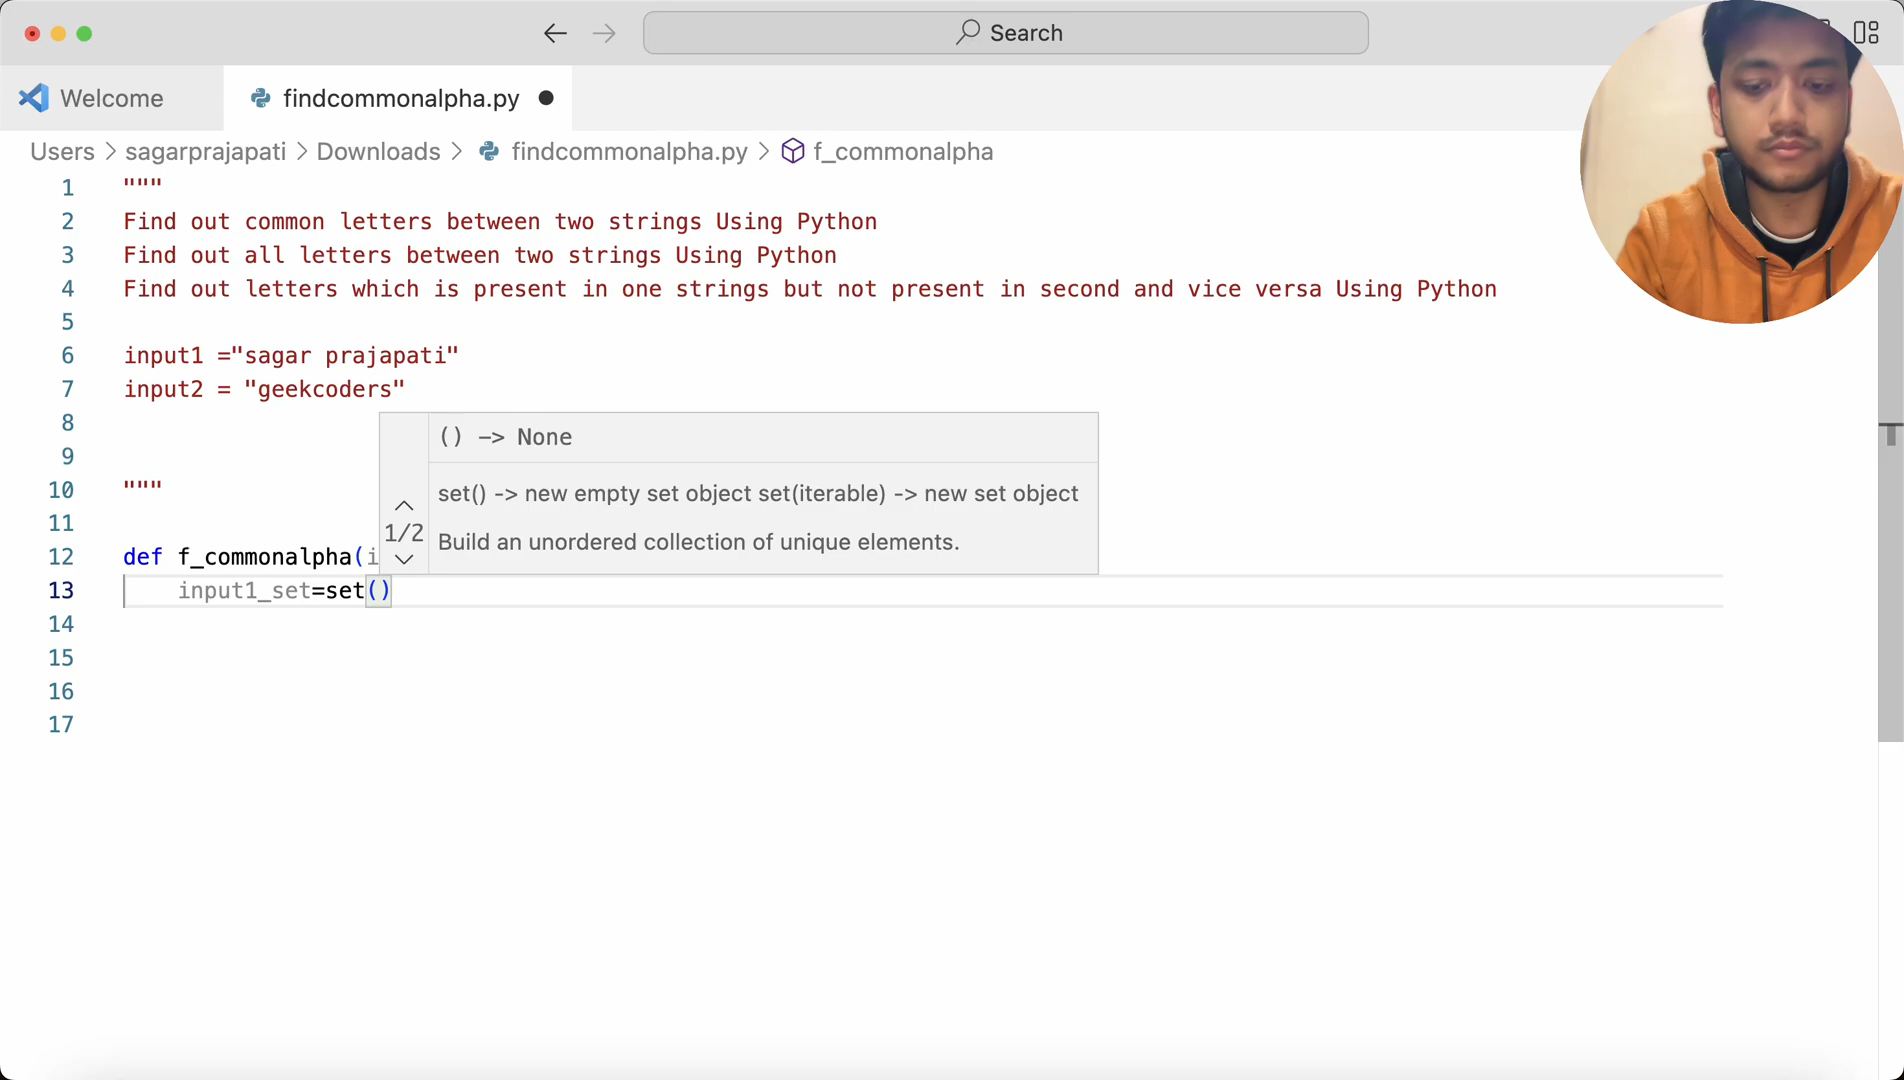 Search
Welcome
findcommonalpha.py
Users > sagarprajapati > Downloads > findcommonalpha.py > f_commonalpha
1 """
2 Find out common letters between two strings Using Python
3 Find out all letters between two strings Using Python
4 Find out letters which is present in one strings but not present in second and vice versa Using Python
5
6 input1 ="sagar prajapati"
7 input2 = "geekcoders"
8
() -> None
9
set() -> new empty set object set(iterable) -> new set object
10 """
11
1/2
Build an unordered collection of unique elements.
12 def f_commonalpha(i
13 input1_set=set()
14
15
16
17